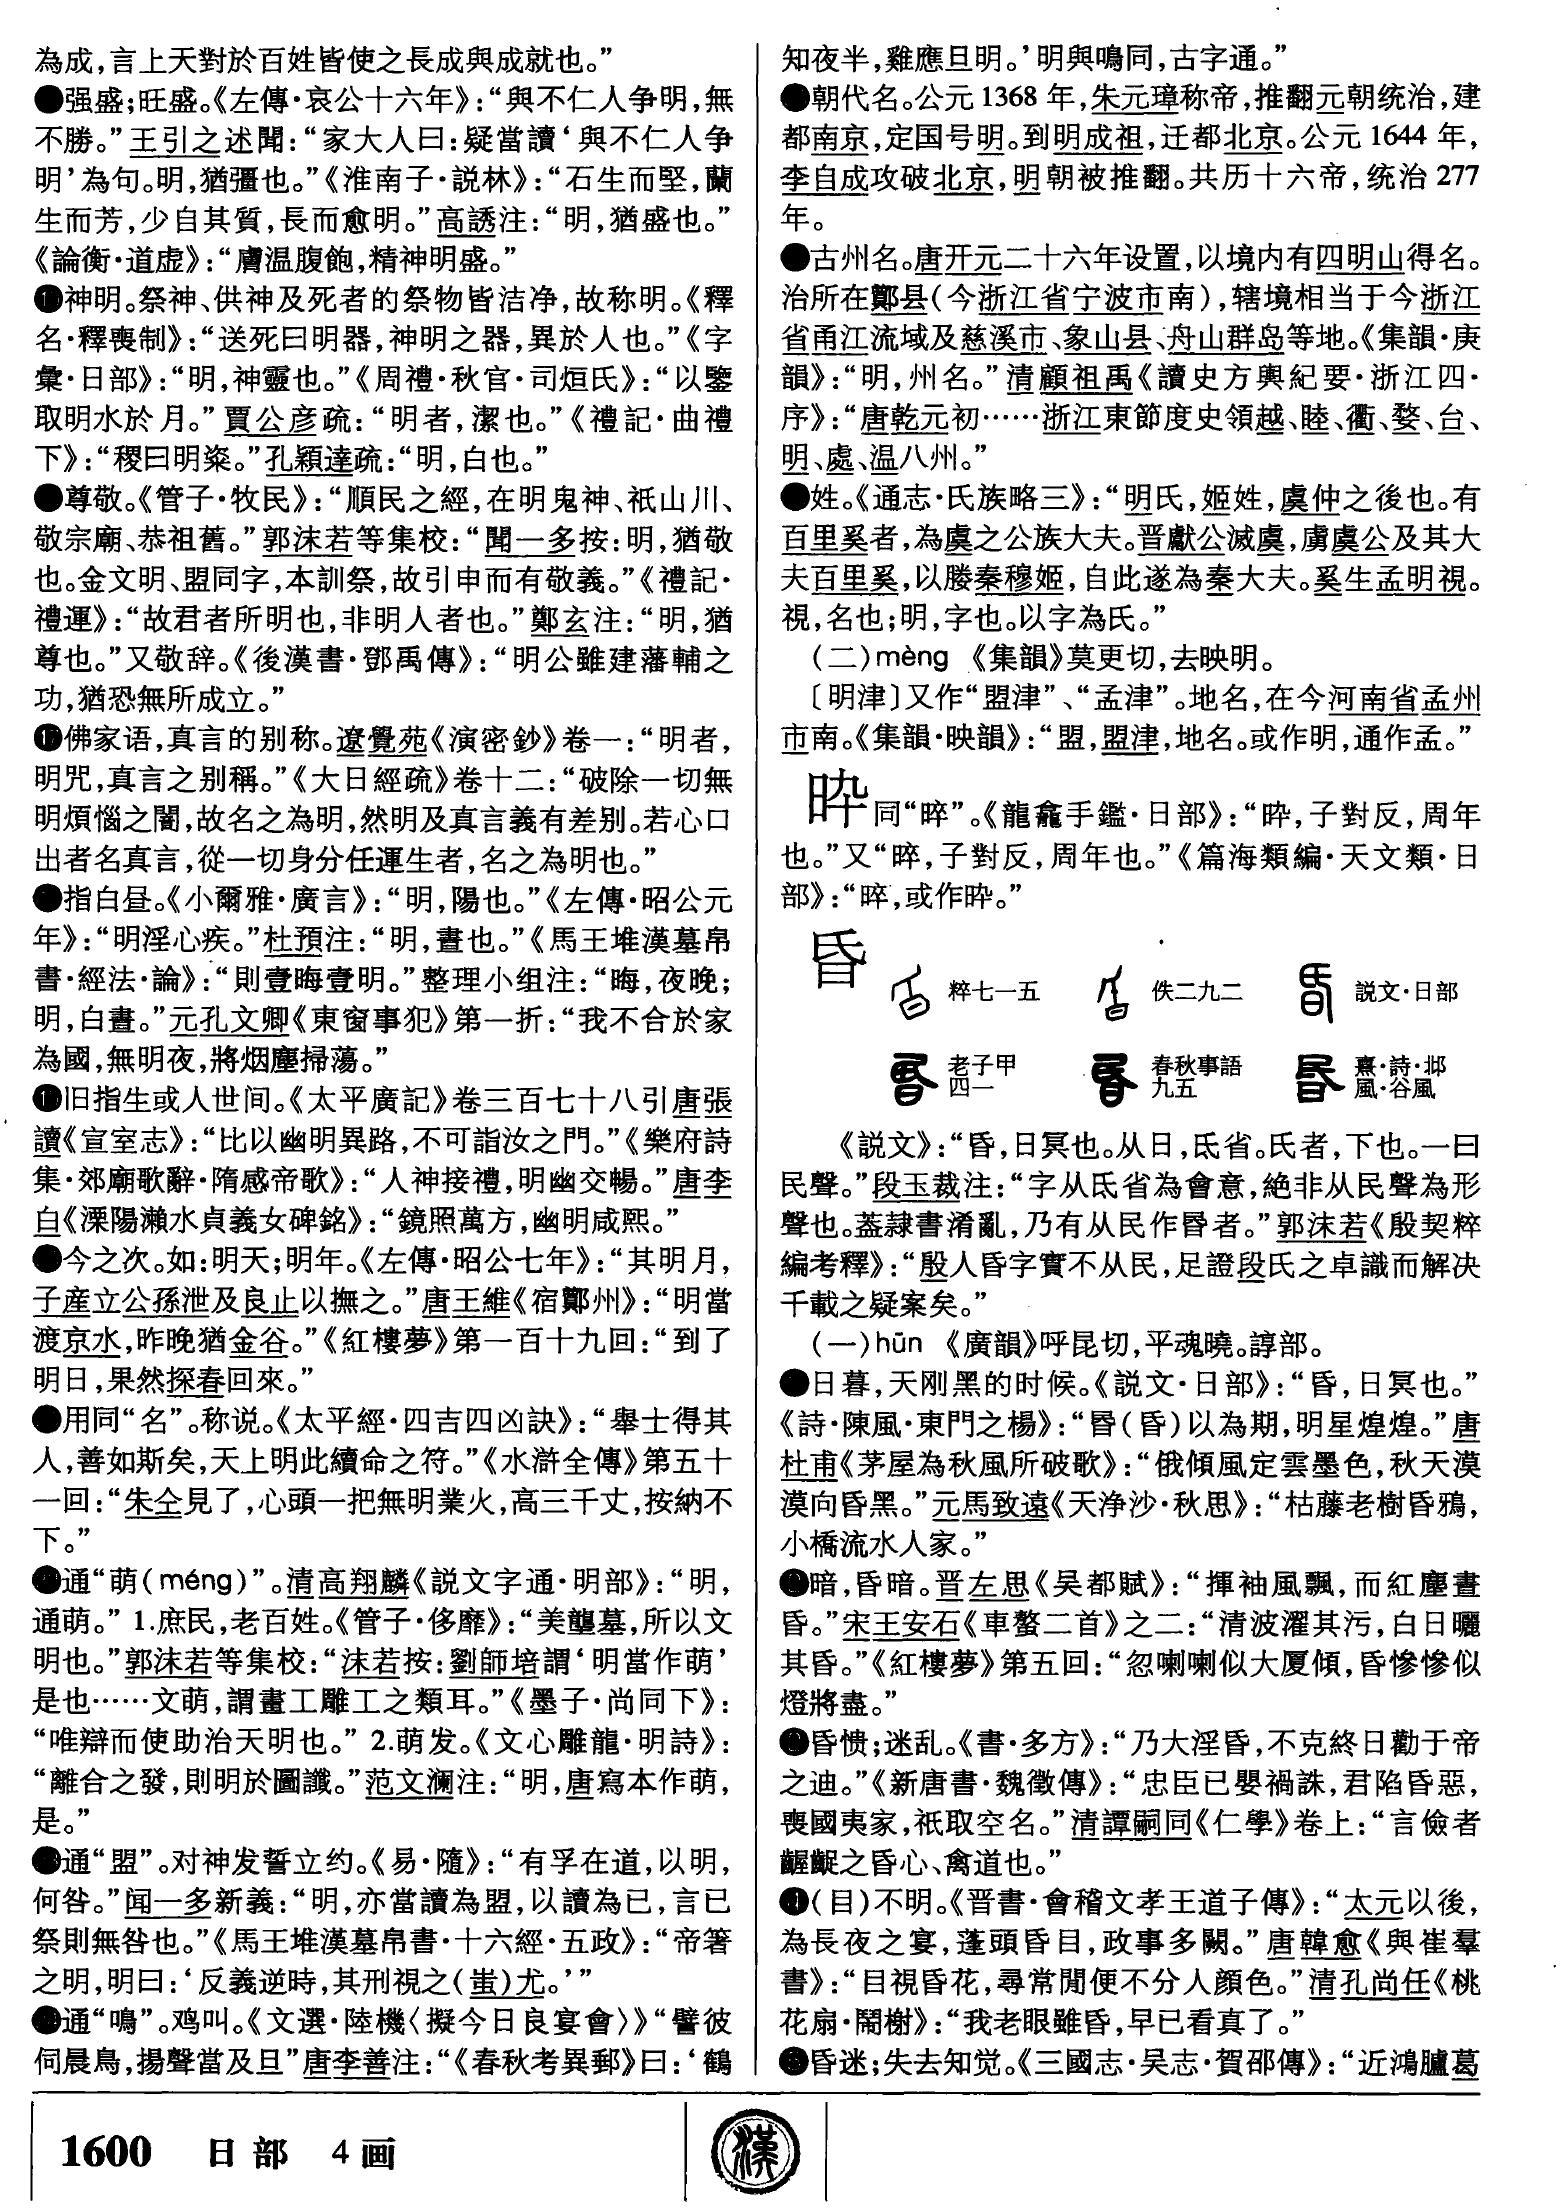 為成,言上天對於百姓皆使之長成與成就也。”
●强盛;旺盛。《左傳·哀公十六年》:“與不仁人争明,無
不勝。”王引之述聞:“家大人曰:疑當讀‘與不仁人争
明’為句。明,猶彊也。”《淮南子·説林》:“石生而堅,蘭
生而芳,少自其質,長而愈明。”高誘注:“明,猶盛也。”
《論衡·道虚》:“膚温腹飽,精神明盛。”
●神明。祭神、供神及死者的祭物皆洁净,故称明。《釋
名·釋喪制》:“送死曰明器,神明之器,異於人也。”《字
彙·日部》:“明,神靈也。”《周禮·秋官·司烜氏》:“以鑒
取明水於月。”賈公彦疏:“明者,潔也。”《禮記·曲禮
下》:“稷曰明粢。”孔穎達疏:“明,白也。”
●尊敬。《管子·牧民》:“順民之經,在明鬼神、祇山川、
敬宗廟、恭祖舊。”郭沫若等集校:“聞一多按:明,猶敬
也。金文明、盟同字,本訓祭,故引申而有敬義。”《禮記·
禮運》:“故君者所明也,非明人者也。”鄭玄注:“明,猶
尊也。”又敬辞。《後漢書·鄧禹傳》:“明公雖建藩輔之
功,猶恐無所成立。”
●佛家语,真言的别称。遼覺苑《演密鈔》卷一:“明者,
明咒,真言之别稱。”《大日經疏》卷十二:“破除一切無
明煩惱之闇,故名之為明,然明及真言義有差别。若心口
出者名真言,從一切身分任運生者,名之為明也。”
●指白昼。《小爾雅·廣言》:“明,陽也。”《左傳·昭公元
年》:“明淫心疾。”杜預注:“明,晝也。”《馬王堆漢墓帛
書·經法·論》:“則壹晦壹明。”整理小组注:“晦,夜晚;
明,白晝。”元孔文卿《東窗事犯》第一折:“我不合於家
為國,無明夜,將烟塵掃蕩。”
●旧指生或人世间。《太平廣記》卷三百七十八引唐張
讀《宣室志》:“比以幽明異路,不可詣汝之門。”《樂府詩
集·郊廟歌辭·隋感帝歌》:“人神接禮,明幽交暢。”唐李
白《溧陽瀨水貞義女碑銘》:“鏡照萬方,幽明咸熙。”
●今之次。如:明天;明年。《左傳·昭公七年》:“其明月,
子産立公孫泄及良止以撫之。”唐王維《宿鄭州》:“明當
渡京水,昨晚猶金谷。”《紅樓夢》第一百十九回:“到了
明日,果然探春回來。”
●用同“名”。称说。《太平經·四吉四凶訣》:“舉士得其
人,善如斯矣,天上明此續命之符。”《水滸全傳》第五十
一回:“朱仝見了,心頭一把無明業火,高三千丈,按納不
下。”
●通“萌(méng)”。清高翔麟《説文字通·明部》:“明,
通萌。” 1.庶民,老百姓。《管子·侈靡》:“美壟墓,所以文
明也。”郭沫若等集校:“沫若按:劉師培謂‘明當作萌’
是也……文萌,謂畫工雕工之類耳。”《墨子·尚同下》:
“唯辯而使助治天明也。” 2.萌发。《文心雕龍·明詩》:
“離合之發,則明於圖讖。”范文瀾注:“明,唐寫本作萌,
是。”
●通“盟”。对神发誓立约。《易·隨》:“有孚在道,以明,
何咎。”闻一多新義:“明,亦當讀為盟,以讀為已,言已
祭則無咎也。”《馬王堆漢墓帛書·十六經·五政》:“帝箸
之明,明曰:‘反義逆時,其刑視之(蚩)尤。’”
●通“鳴”。鸡叫。《文選·陸機〈擬今日良宴會〉》“譬彼
伺晨鳥,揚聲當及旦”唐李善注:“《春秋考異郵》曰:‘鶴
知夜半,雞應旦明。’明與鳴同,古字通。”
●朝代名。公元1368年,朱元璋称帝,推翻元朝统治,建
都南京,定国号明。到明成祖,迁都北京。公元1644年,
李自成攻破北京,明朝被推翻。共历十六帝,统治277
年。
●古州名。唐开元二十六年设置,以境内有四明山得名。
治所在鄮县(今浙江省宁波市南),辖境相当于今浙江
省甬江流域及慈溪市、象山县、舟山群岛等地。《集韻·庚
韻》:“明,州名。”清顧祖禹《讀史方輿紀要·浙江四·
序》:“唐乾元初……浙江東節度史領越、睦、衢、婺、台、
明、處、温八州。”
●姓。《通志·氏族略三》:“明氏,姬姓,虞仲之後也。有
百里奚者,為虞之公族大夫。晋獻公滅虞,虜虞公及其大
夫百里奚,以媵秦穆姬,自此遂為秦大夫。奚生孟明視。
視,名也;明,字也。以字為氏。”
(二)mèng 《集韻》莫更切,去映明。
〔明津〕又作“盟津”、“孟津”。地名,在今河南省孟州
市南。《集韻·映韻》:“盟,盟津,地名。或作明,通作孟。”
㫎同“晬”。《龍龕手鑑·日部》:“㫎,子對反,周年
也。”又“晬,子對反,周年也。”《篇海類編·天文類·日
部》:“晬,或作㫎。”
昏 粹七一五 佚二九二 説文·日部
老子甲四一 春秋事語九五 熹·詩·邶風·谷風
《説文》:“昏,日冥也。从日,氐省。氐者,下也。一曰
民聲。”段玉裁注:“字从氐省為會意,絶非从民聲為形
聲也。葢隷書淆亂,乃有从民作昬者。”郭沫若《殷契粹
編考釋》:“殷人昏字實不从民,足證段氏之卓識而解决
千載之疑案矣。”
(一)hūn 《廣韻》呼昆切,平魂曉。諄部。
●日暮,天刚黑的时候。《説文·日部》:“昏,日冥也。”
《詩·陳風·東門之楊》:“昬(昏)以為期,明星煌煌。”唐
杜甫《茅屋為秋風所破歌》:“俄傾風定雲墨色,秋天漠
漠向昏黑。”元馬致遠《天浄沙·秋思》:“枯藤老樹昏鴉,
小橋流水人家。”
●暗,昏暗。晋左思《吴都賦》:“揮袖風飄,而紅塵晝
昏。”宋王安石《車螯二首》之二:“清波濯其污,白日曬
其昏。”《紅樓夢》第五回:“忽喇喇似大厦傾,昏慘慘似
燈將盡。”
●昏愦;迷乱。《書·多方》:“乃大淫昏,不克終日勸于帝
之迪。”《新唐書·魏徵傳》:“忠臣已嬰禍誅,君陷昏惡,
喪國夷家,祇取空名。”清譚嗣同《仁學》卷上:“言儉者
齷齪之昏心、禽道也。”
●(目)不明。《晋書·會稽文孝王道子傳》:“太元以後,
為長夜之宴,蓬頭昏目,政事多闕。”唐韓愈《與崔羣
書》:“目視昏花,尋常閒便不分人顔色。”清孔尚任《桃
花扇·鬧榭》:“我老眼雖昏,早已看真了。”
●昏迷;失去知觉。《三國志·吴志·賀邵傳》:“近鴻臚葛
1600 日部 4画
漢